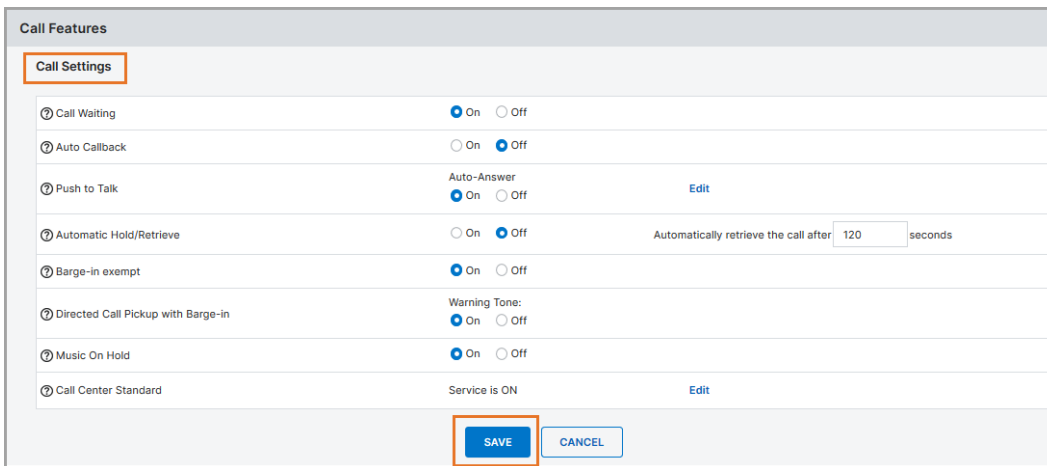 Call Features
Call Settings
Call Waiting On Off
Auto Callback On Off
Auto-Answer
Push to Talk On Off Edit
Automatic Hold/Retrieve On Off Automatically retrieve the call after 120 seconds
Barge-in exempt On Off
Warning Tone:
Directed Call Pickup with Barge-in On Off
Music On Hold On Off
Call Center Standard Service is ON Edit
SAVE CANCEL